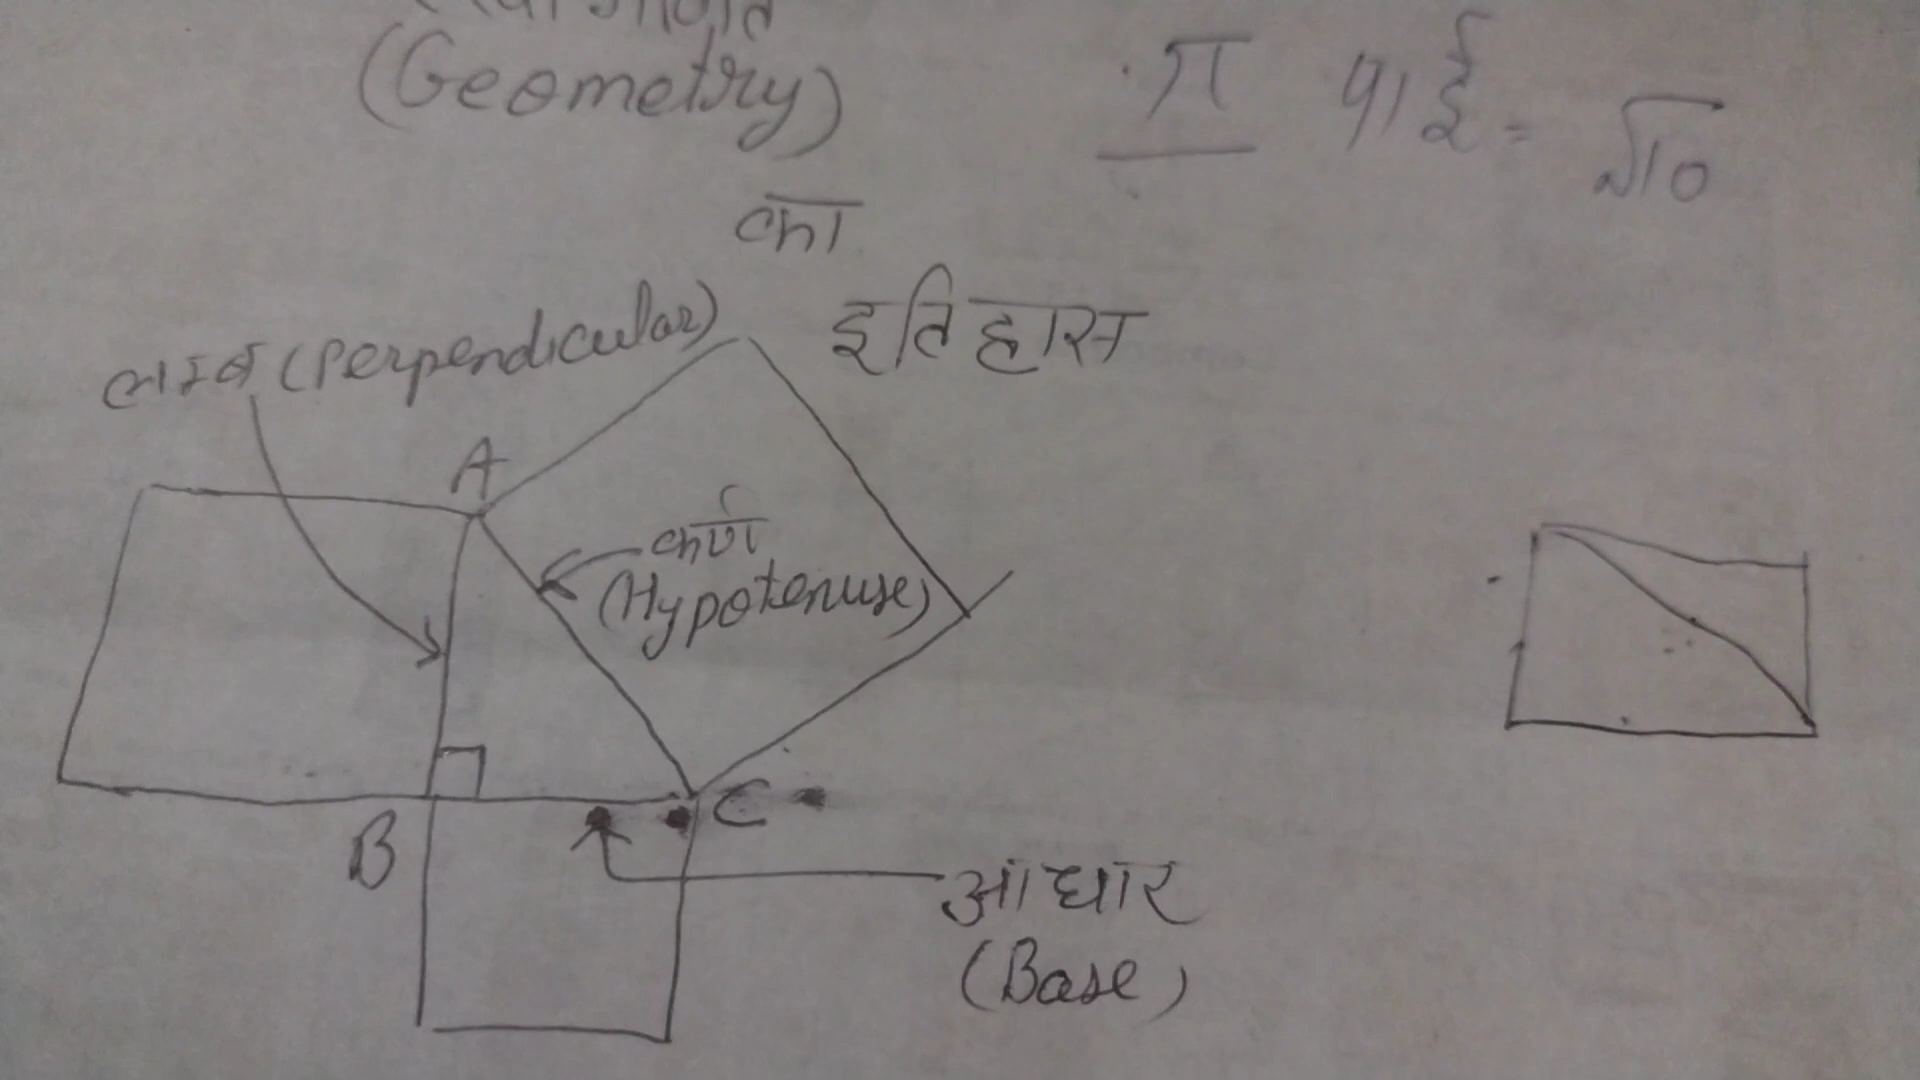 (Geometry)
π पाई = √10
का
इतिहास
लम्ब (Perpendicular)
A
कर्ण
(Hypotenuse)
B
C
आधार
(Base)